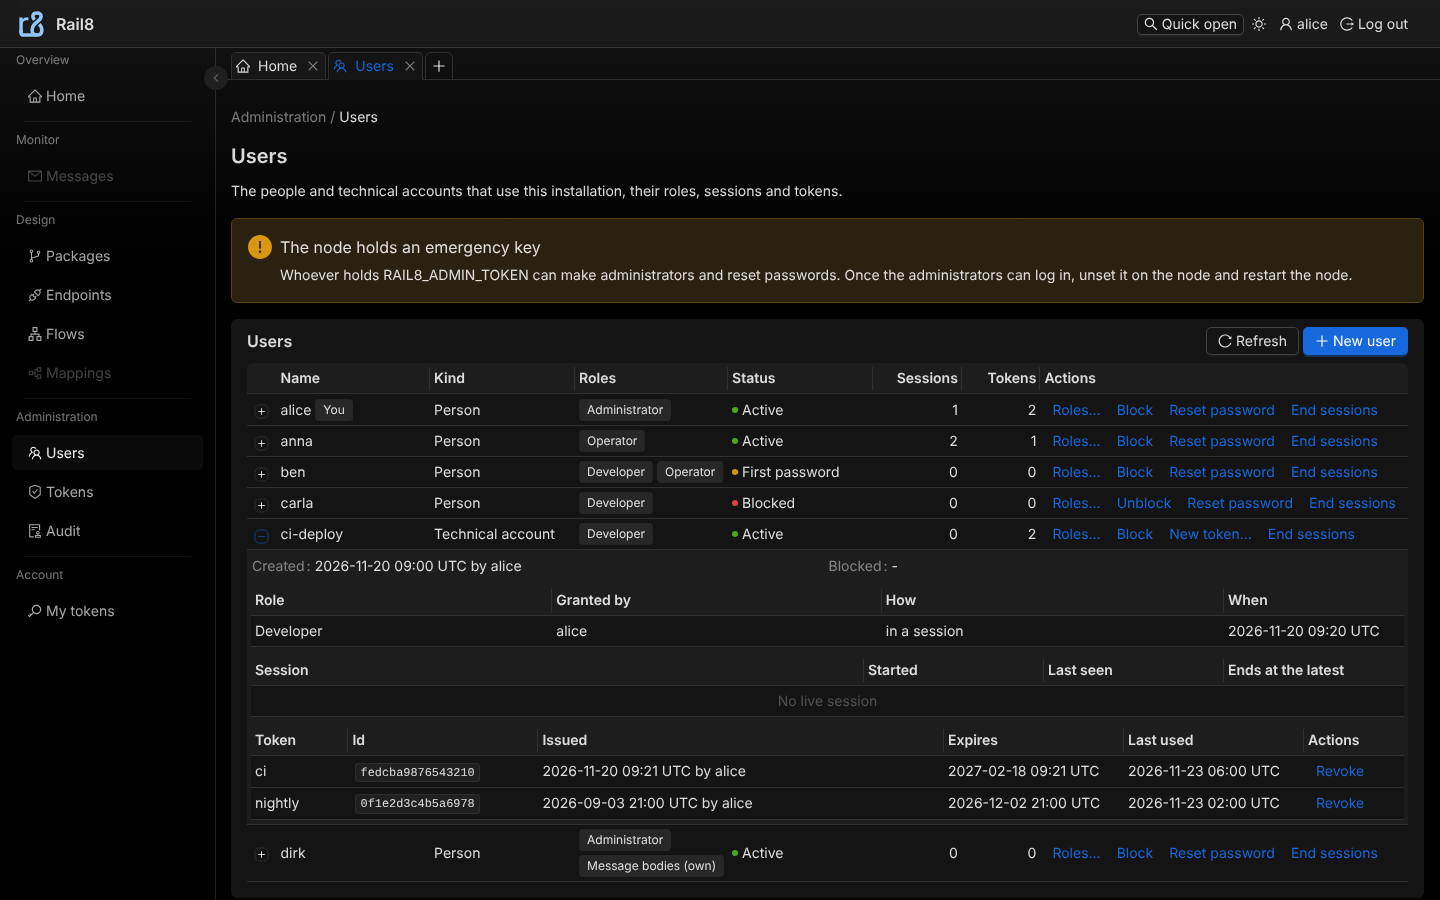 Rail8
Quick open
alice
Log out
Overview
Home
Monitor
Messages
Design
Packages
Endpoints
Flows
Mappings
Administration
Users
Tokens
Audit
Account
My tokens
Home
Users
Administration / Users
Users
The people and technical accounts that use this installation, their roles, sessions and tokens.
The node holds an emergency key
Whoever holds RAIL8_ADMIN_TOKEN can make administrators and reset passwords. Once the administrators can log in, unset it on the node and restart the node.
Users
Refresh
New user
Name Kind Roles Status Sessions Tokens Actions
alice You Person Administrator Active 1 2 Roles... Block Reset password End sessions
anna Person Operator Active 2 1 Roles... Block Reset password End sessions
ben Person Developer Operator First password 0 0 Roles... Block Reset password End sessions
carla Person Developer Blocked 0 0 Roles... Unblock Reset password End sessions
ci-deploy Technical account Developer Active 0 2 Roles... Block New token... End sessions
Created: 2026-11-20 09:00 UTC by alice Blocked: -
Role Granted by How When
Developer alice in a session 2026-11-20 09:20 UTC
Session Started Last seen Ends at the latest
No live session
Token Id Issued Expires Last used Actions
ci fedcba9876543210 2026-11-20 09:21 UTC by alice 2027-02-18 09:21 UTC 2026-11-23 06:00 UTC Revoke
nightly 0f1e2d3c4b5a6978 2026-09-03 21:00 UTC by alice 2026-12-02 21:00 UTC 2026-11-23 02:00 UTC Revoke
dirk Person Administrator Message bodies (own) Active 0 0 Roles... Block Reset password End sessions